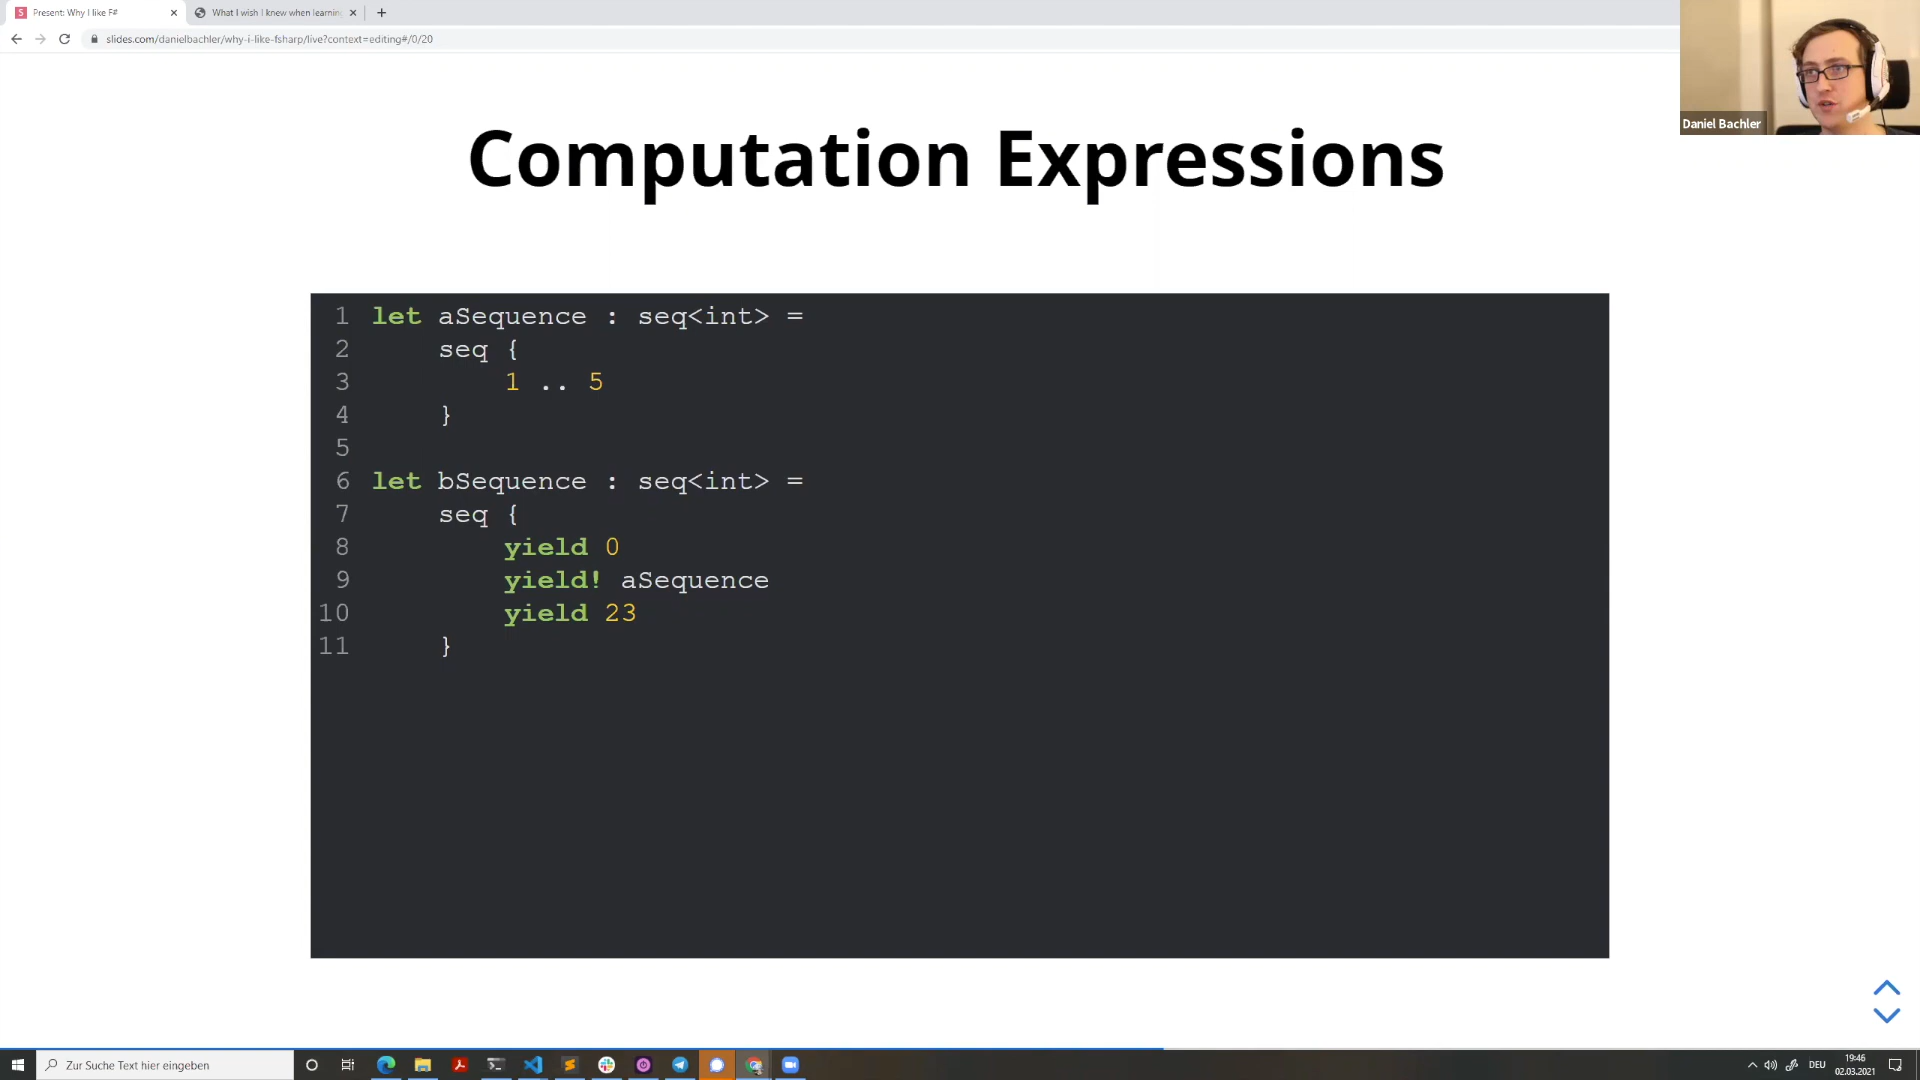 Present: Why I like F#
What I wish I knew when learnin
slides.com/danielbachler/why-i-like-fsharp/live?context=editing#/0/20
Daniel Bachler
Computation Expressions
1 let aSequence : seq<int> =
2 seq {
3 1 .. 5
4 }
5
6 let bSequence : seq<int> =
7 seq {
8 yield 0
9 yield! aSequence
10 yield 23
11 }
Zur Suche Text hier eingeben
DEU
19:46
02.03.2021